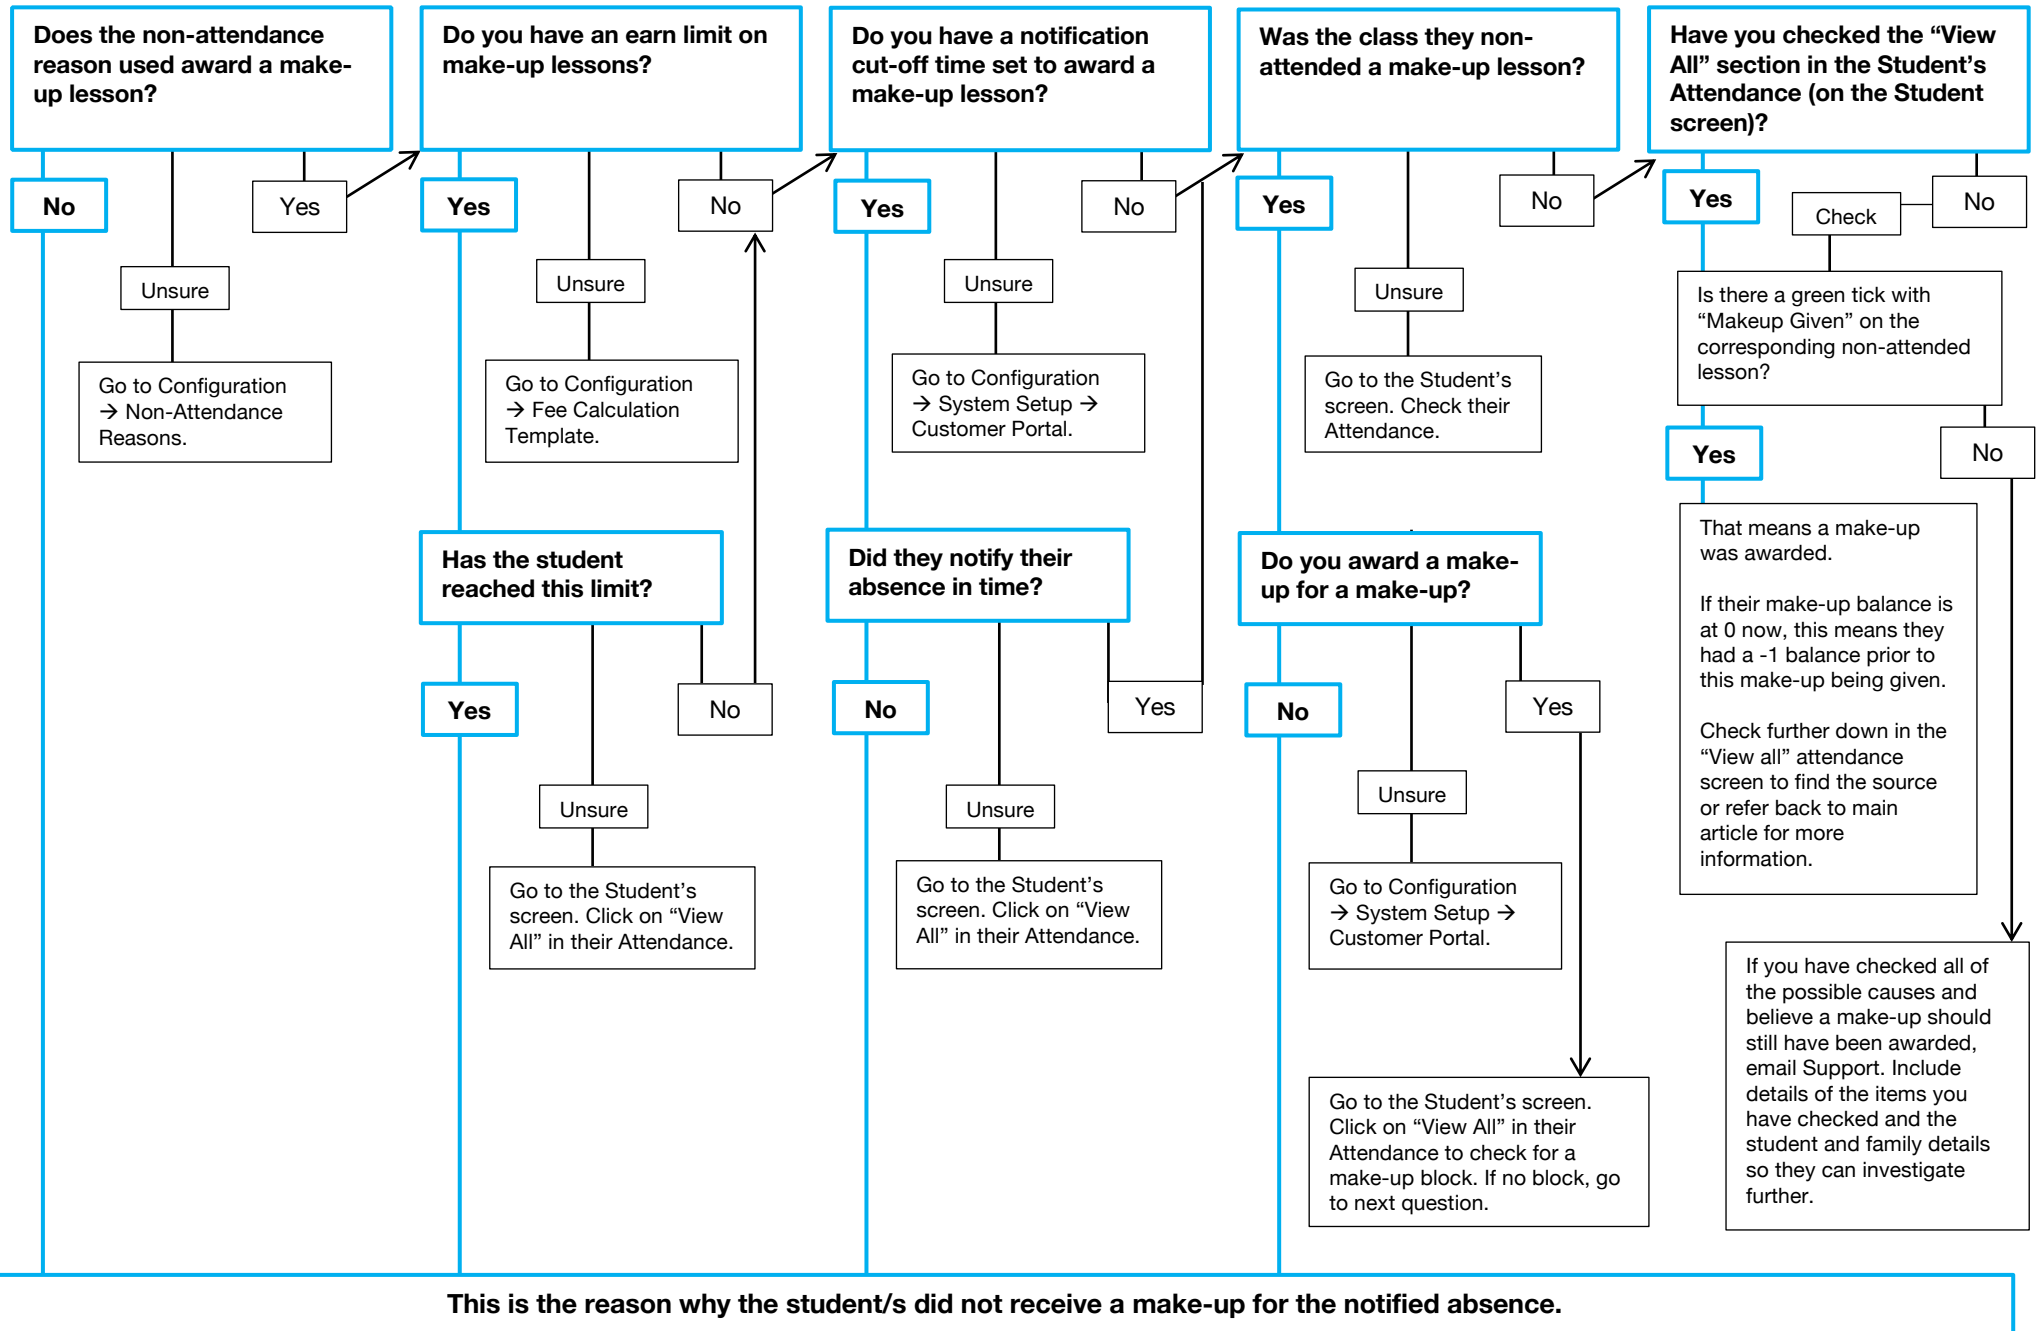 Does the non-attendance
reason used award a make-
up lesson?
No
Yes
Unsure
Go to Configuration
→ Non-Attendance
Reasons.
Do you have an earn limit on
make-up lessons?
Yes
No
Unsure
Go to Configuration
→ Fee Calculation
Template.
Has the student
reached this limit?
Yes
No
Unsure
Go to the Student’s
screen. Click on “View
All” in their Attendance.
Do you have a notification
cut-off time set to award a
make-up lesson?
Yes
No
Unsure
Go to Configuration
→ System Setup →
Customer Portal.
Did they notify their
absence in time?
No
Yes
Unsure
Go to the Student’s
screen. Click on “View
All” in their Attendance.
Was the class they non-
attended a make-up lesson?
Yes
No
Unsure
Go to the Student’s
screen. Check their
Attendance.
Do you award a make-
up for a make-up?
No
Yes
Unsure
Go to Configuration
→ System Setup →
Customer Portal.
Go to the Student’s screen.
Click on “View All” in their
Attendance to check for a
make-up block. If no block, go
to next question.
Have you checked the “View
All” section in the Student’s
Attendance (on the Student
screen)?
Yes
No
Check
Is there a green tick with
“Makeup Given” on the
corresponding non-attended
lesson?
Yes
No
That means a make-up
was awarded.
If their make-up balance is
at 0 now, this means they
had a -1 balance prior to
this make-up being given.
Check further down in the
“View all” attendance
screen to find the source
or refer back to main
article for more
information.
If you have checked all of
the possible causes and
believe a make-up should
still have been awarded,
email Support. Include
details of the items you
have checked and the
student and family details
so they can investigate
further.
This is the reason why the student/s did not receive a make-up for the notified absence.